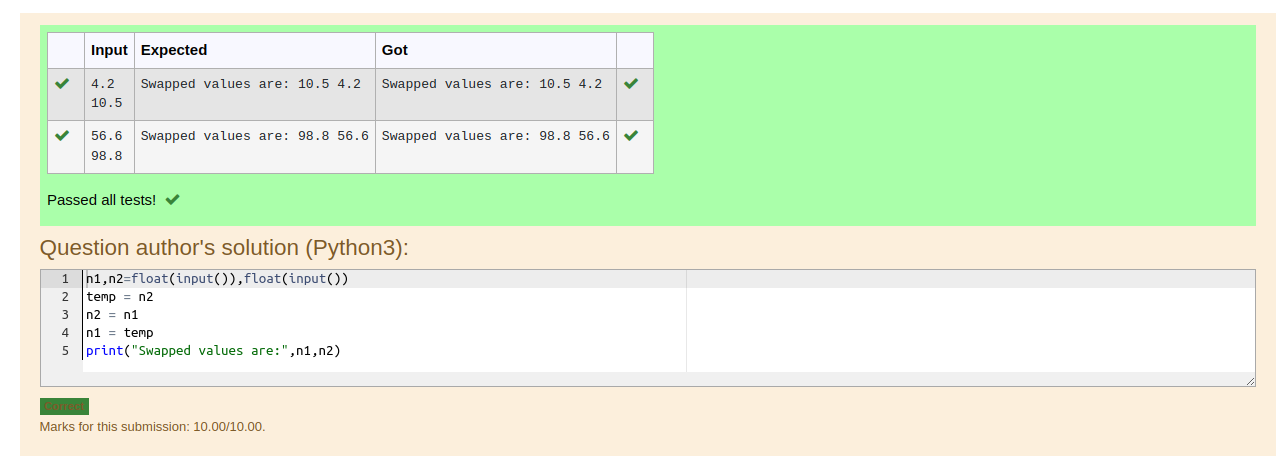 Input Expected Got
4.2 Swapped values are: 10.5 4.2 Swapped values are: 10.5 4.2
10.5
56.6 Swapped values are: 98.8 56.6 Swapped values are: 98.8 56.6
98.8
Passed all tests!
Question author's solution (Python3):
1 n1,n2=float(input()),float(input())
2 temp = n2
3 n2 = n1
4 n1 = temp
5 print("Swapped values are:",n1,n2)
Correct
Marks for this submission: 10.00/10.00.